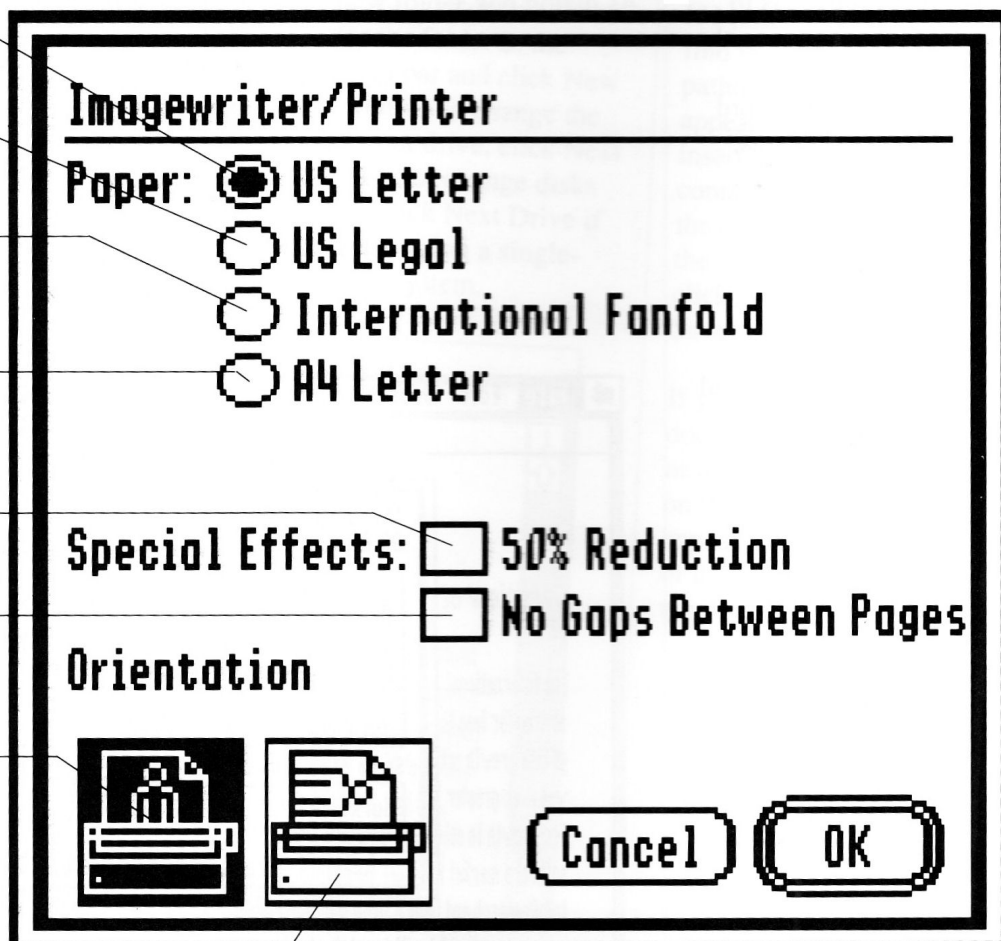 Imagewriter/Printer
Paper: US Letter
US Legal
International Fanfold
A4 Letter
Special Effects: 50% Reduction
No Gaps Between Pages
Orientation
Cancel OK